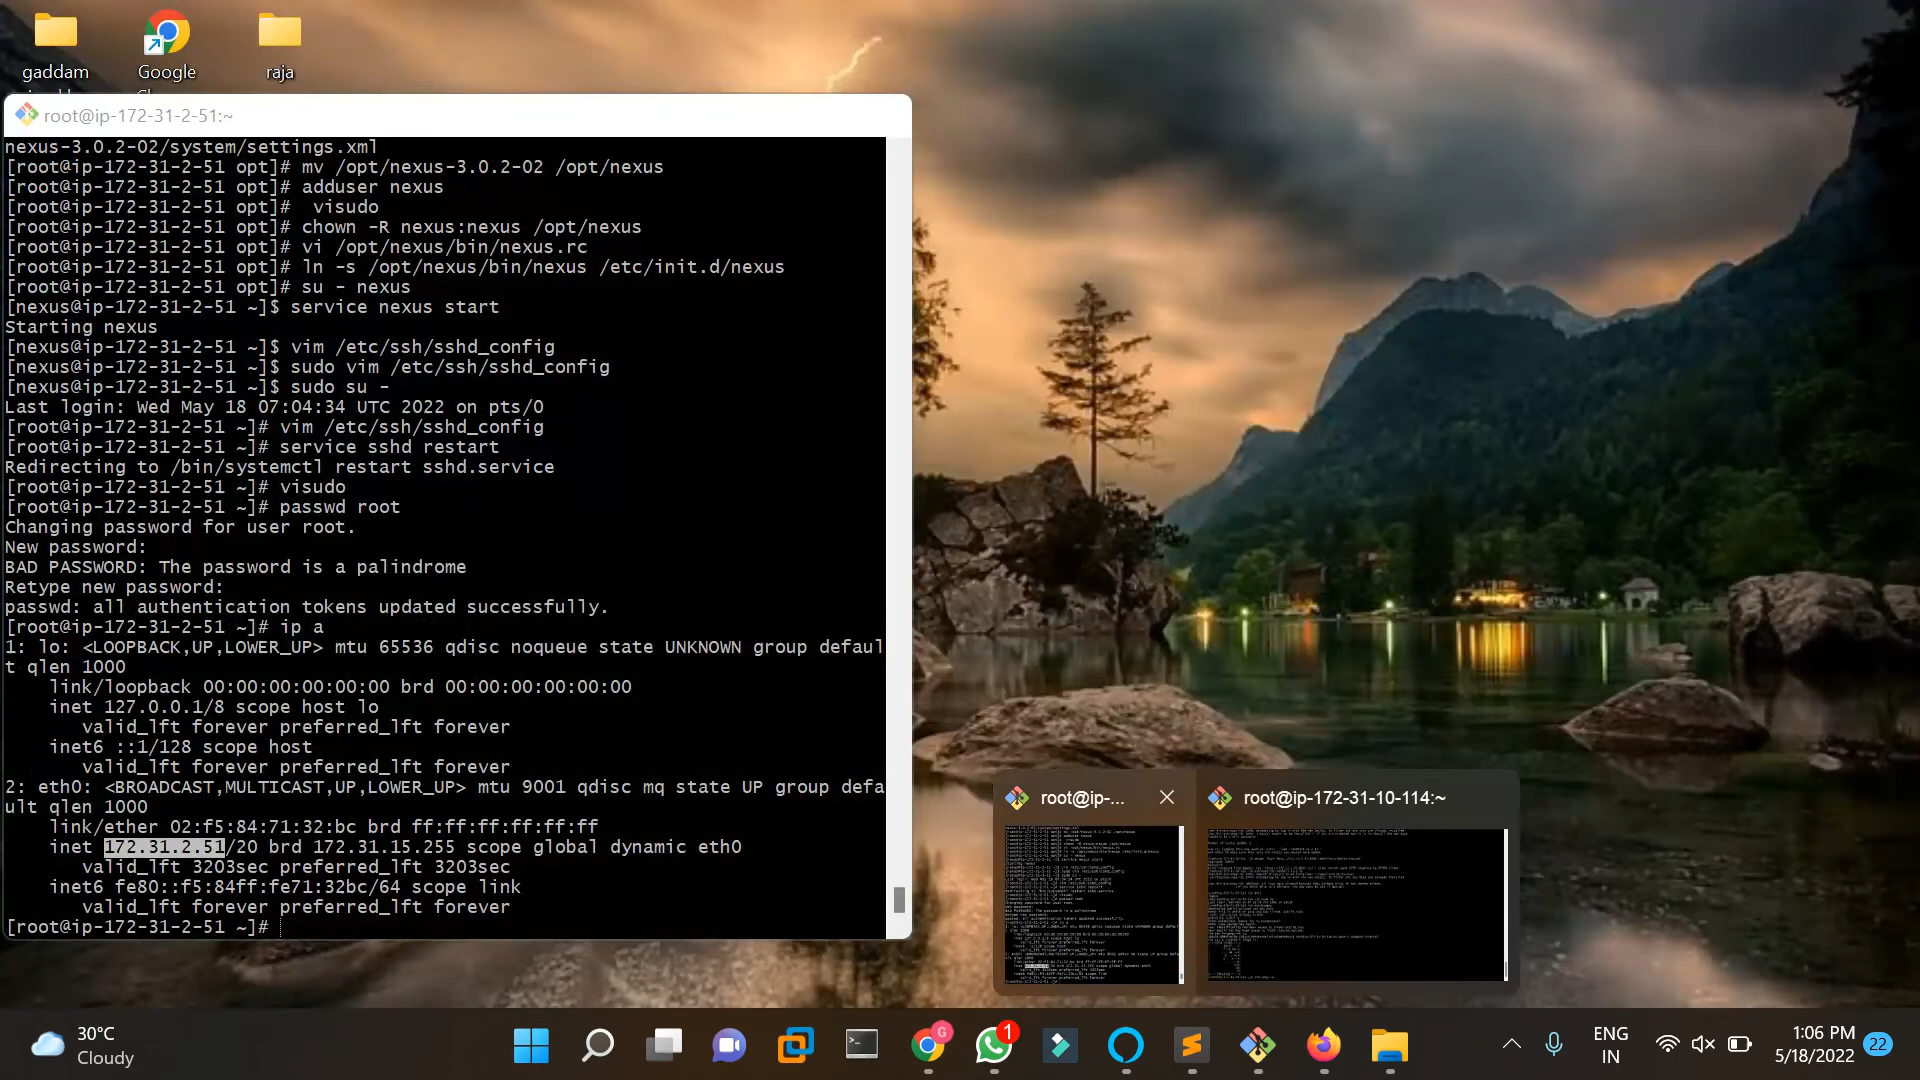 gaddam
Google
raja
root@ip-172-31-2-51:~
nexus-3.0.2-02/system/settings.xml
[root@ip-172-31-2-51 opt]# mv /opt/nexus-3.0.2-02 /opt/nexus
[root@ip-172-31-2-51 opt]# adduser nexus
[root@ip-172-31-2-51 opt]#  visudo
[root@ip-172-31-2-51 opt]# chown -R nexus:nexus /opt/nexus
[root@ip-172-31-2-51 opt]# vi /opt/nexus/bin/nexus.rc
[root@ip-172-31-2-51 opt]# ln -s /opt/nexus/bin/nexus /etc/init.d/nexus
[root@ip-172-31-2-51 opt]# su - nexus
[nexus@ip-172-31-2-51 ~]$ service nexus start
Starting nexus
[nexus@ip-172-31-2-51 ~]$ vim /etc/ssh/sshd_config
[nexus@ip-172-31-2-51 ~]$ sudo vim /etc/ssh/sshd_config
[nexus@ip-172-31-2-51 ~]$ sudo su -
Last login: Wed May 18 07:04:34 UTC 2022 on pts/0
[root@ip-172-31-2-51 ~]# vim /etc/ssh/sshd_config
[root@ip-172-31-2-51 ~]# service sshd restart
Redirecting to /bin/systemctl restart sshd.service
[root@ip-172-31-2-51 ~]# visudo
[root@ip-172-31-2-51 ~]# passwd root
Changing password for user root.
New password:
BAD PASSWORD: The password is a palindrome
Retype new password:
passwd: all authentication tokens updated successfully.
[root@ip-172-31-2-51 ~]# ip a
1: lo: <LOOPBACK,UP,LOWER_UP> mtu 65536 qdisc noqueue state UNKNOWN group defaul
t qlen 1000
link/loopback 00:00:00:00:00:00 brd 00:00:00:00:00:00
inet 127.0.0.1/8 scope host lo
valid_lft forever preferred_lft forever
inet6 ::1/128 scope host
valid_lft forever preferred_lft forever
2: eth0: <BROADCAST,MULTICAST,UP,LOWER_UP> mtu 9001 qdisc mq state UP group defa
ult qlen 1000
link/ether 02:f5:84:71:32:bc brd ff:ff:ff:ff:ff:ff
inet 172.31.2.51/20 brd 172.31.15.255 scope global dynamic eth0
valid_lft 3203sec preferred_lft 3203sec
inet6 fe80::f5:84ff:fe71:32bc/64 scope link
valid_lft forever preferred_lft forever
[root@ip-172-31-2-51 ~]#
root@ip-...
root@ip-172-31-10-114:~
30°C
Cloudy
G
1
ENG
IN
1:06 PM
5/18/2022
22